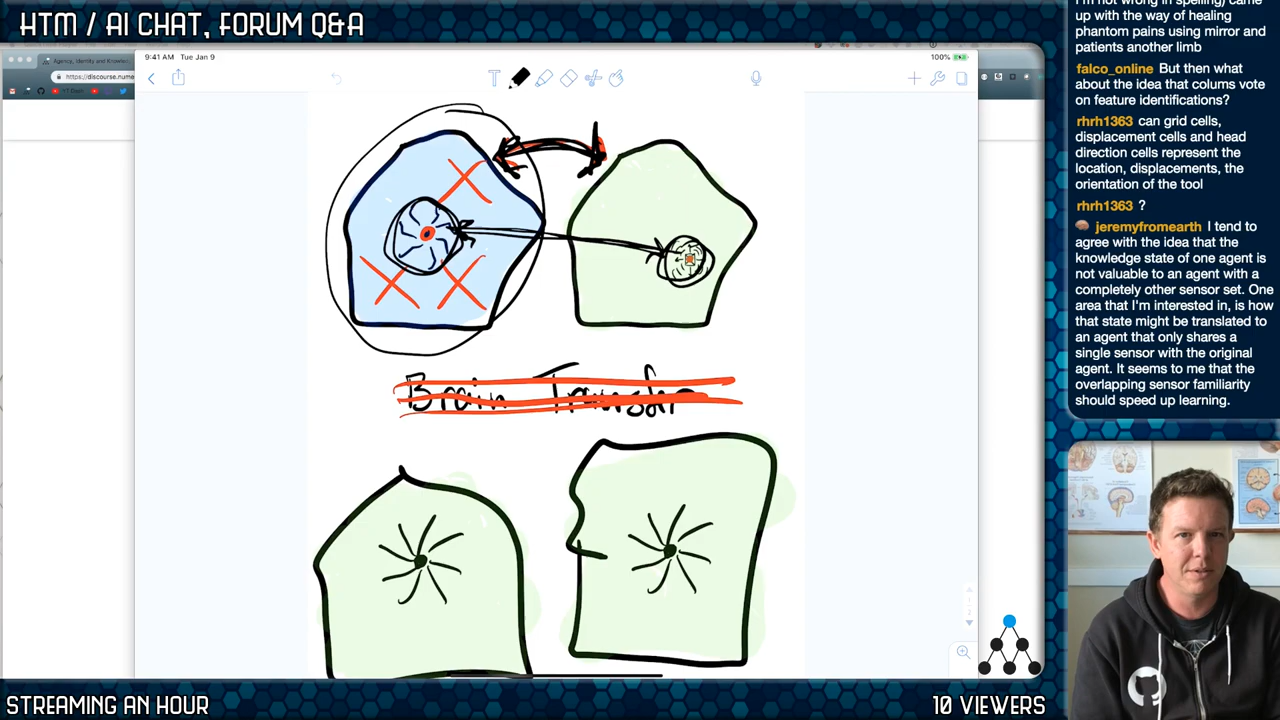 HTM / AI CHAT, FORUM Q&A
9:41 AM Tue Jan 9
100%
Agency, Identity and Knowle
https://discourse.nume
YT Dash
T
Brain
I'm not wrong in spelling) came
up with the way of healing
phantom pains using mirror and
patients another limb
falco_online But then what
about the idea that colums vote
on feature identifications?
rhrh1363 can grid cells,
displacement cells and head
direction cells represent the
location, displacements, the
orientation of the tool
rhrh1363 ?
jeremyfromearth I tend to
agree with the idea that the
knowledge state of one agent is
not valuable to an agent with a
completely other sensor set. One
area that I'm interested in, is how
that state might be translated to
an agent that only shares a
single sensor with the original
agent. It seems to me that the
overlapping sensor familiarity
should speed up learning.
STREAMING AN HOUR
10 VIEWERS